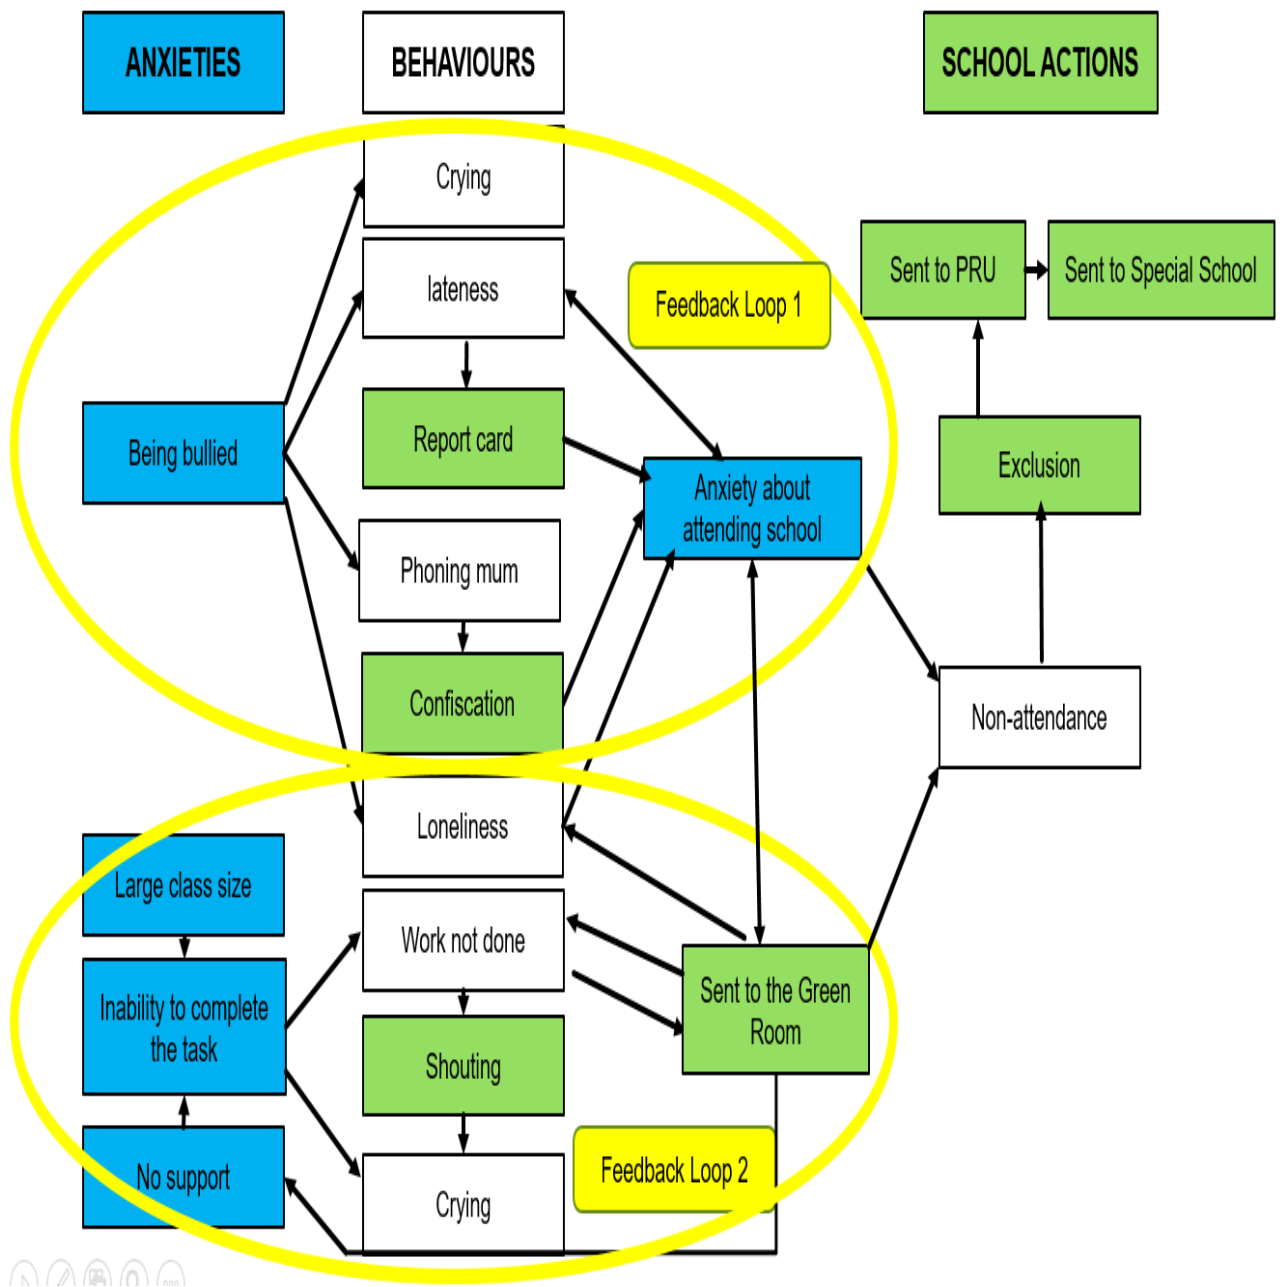 ANXIETIES
BEHAVIOURS
SCHOOL ACTIONS
Crying
lateness
Feedback Loop 1
Sent to PRU
Sent to Special School
Being bullied
Report card
Anxiety about
attending school
Exclusion
Phoning mum
Confiscation
Non-attendance
Loneliness
Large class size
Work not done
Inability to complete
the task
Sent to the Green
Room
Shouting
No support
Crying
Feedback Loop 2